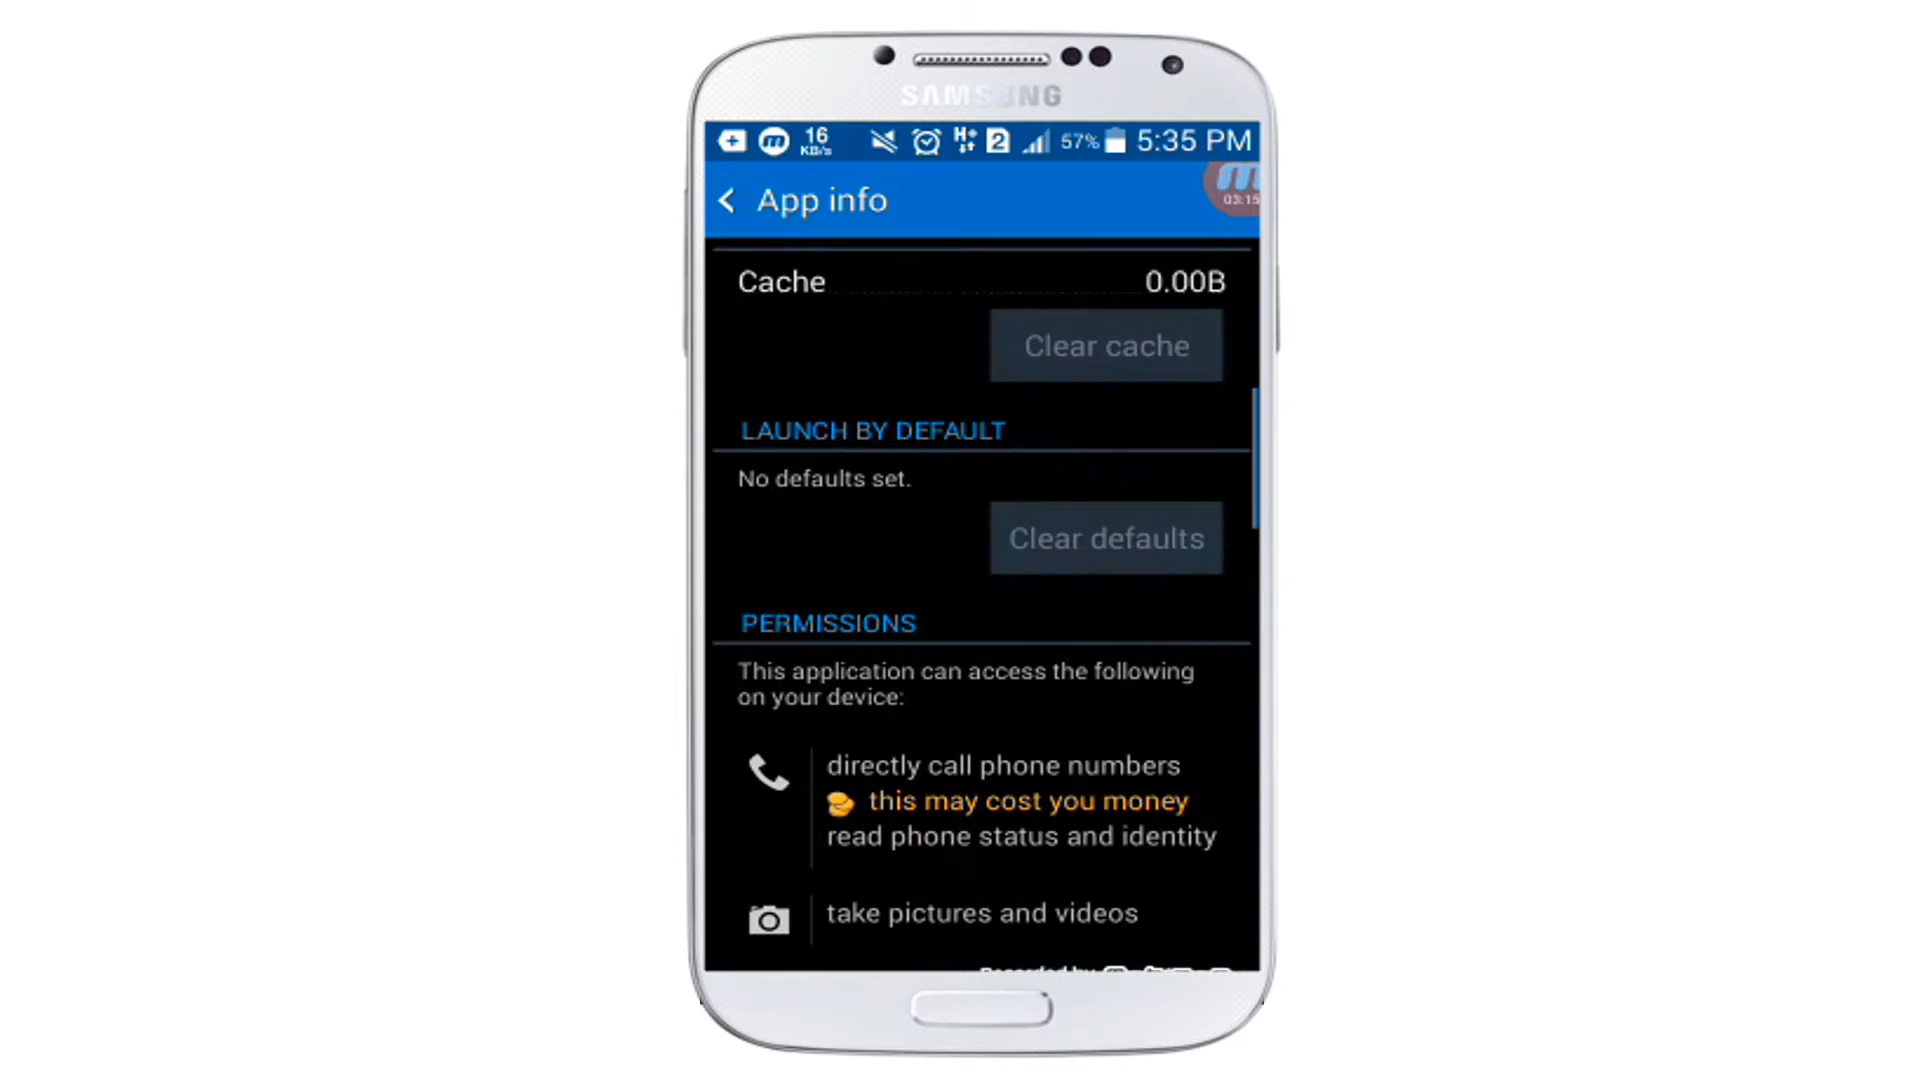 SAMSUNG
16 KB/s H+ 2 57% 5:35 PM
App info
03:15
Cache 0.00B
Clear cache
LAUNCH BY DEFAULT
No defaults set.
Clear defaults
PERMISSIONS
This application can access the following
on your device:
directly call phone numbers
this may cost you money
read phone status and identity
take pictures and videos
Recorded by